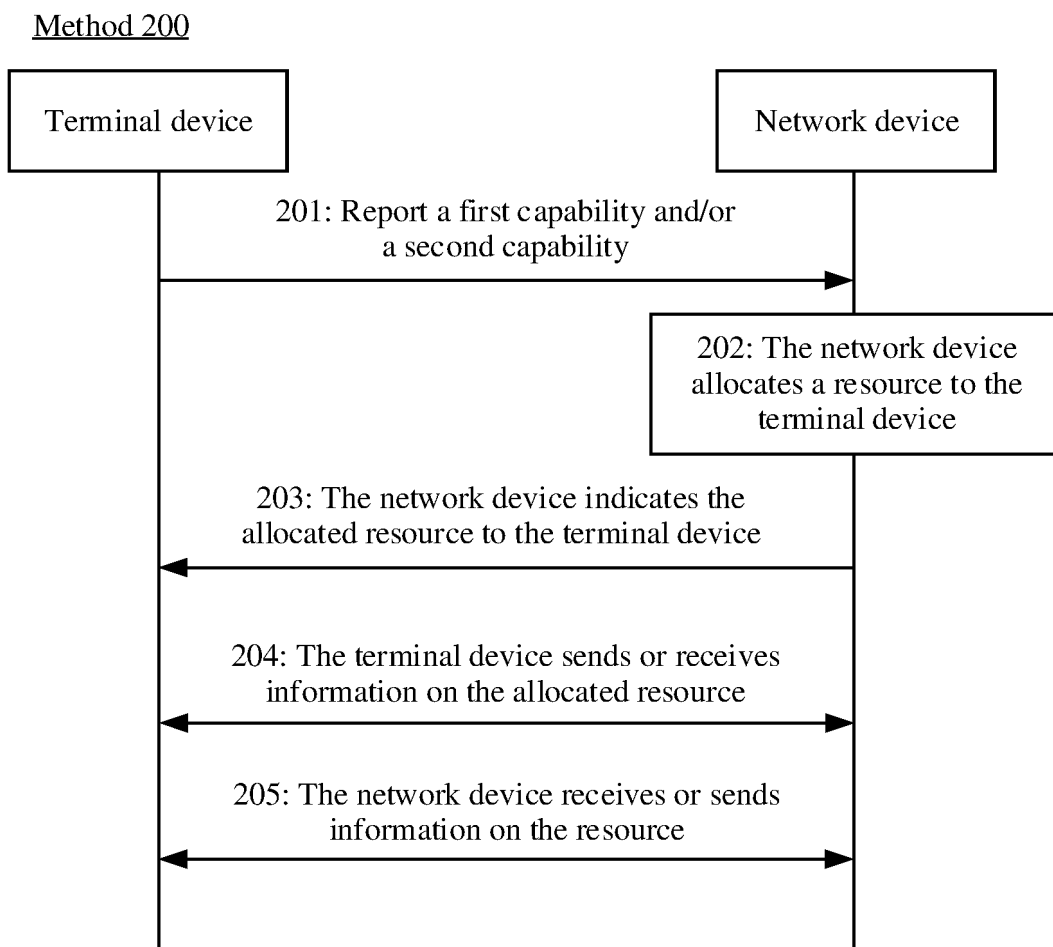 Method 200
Terminal device
Network device
201: Report a first capability and/or
a second capability
202: The network device
allocates a resource to the
terminal device
203: The network device indicates the
allocated resource to the terminal device
204: The terminal device sends or receives
information on the allocated resource
205: The network device receives or sends
information on the resource